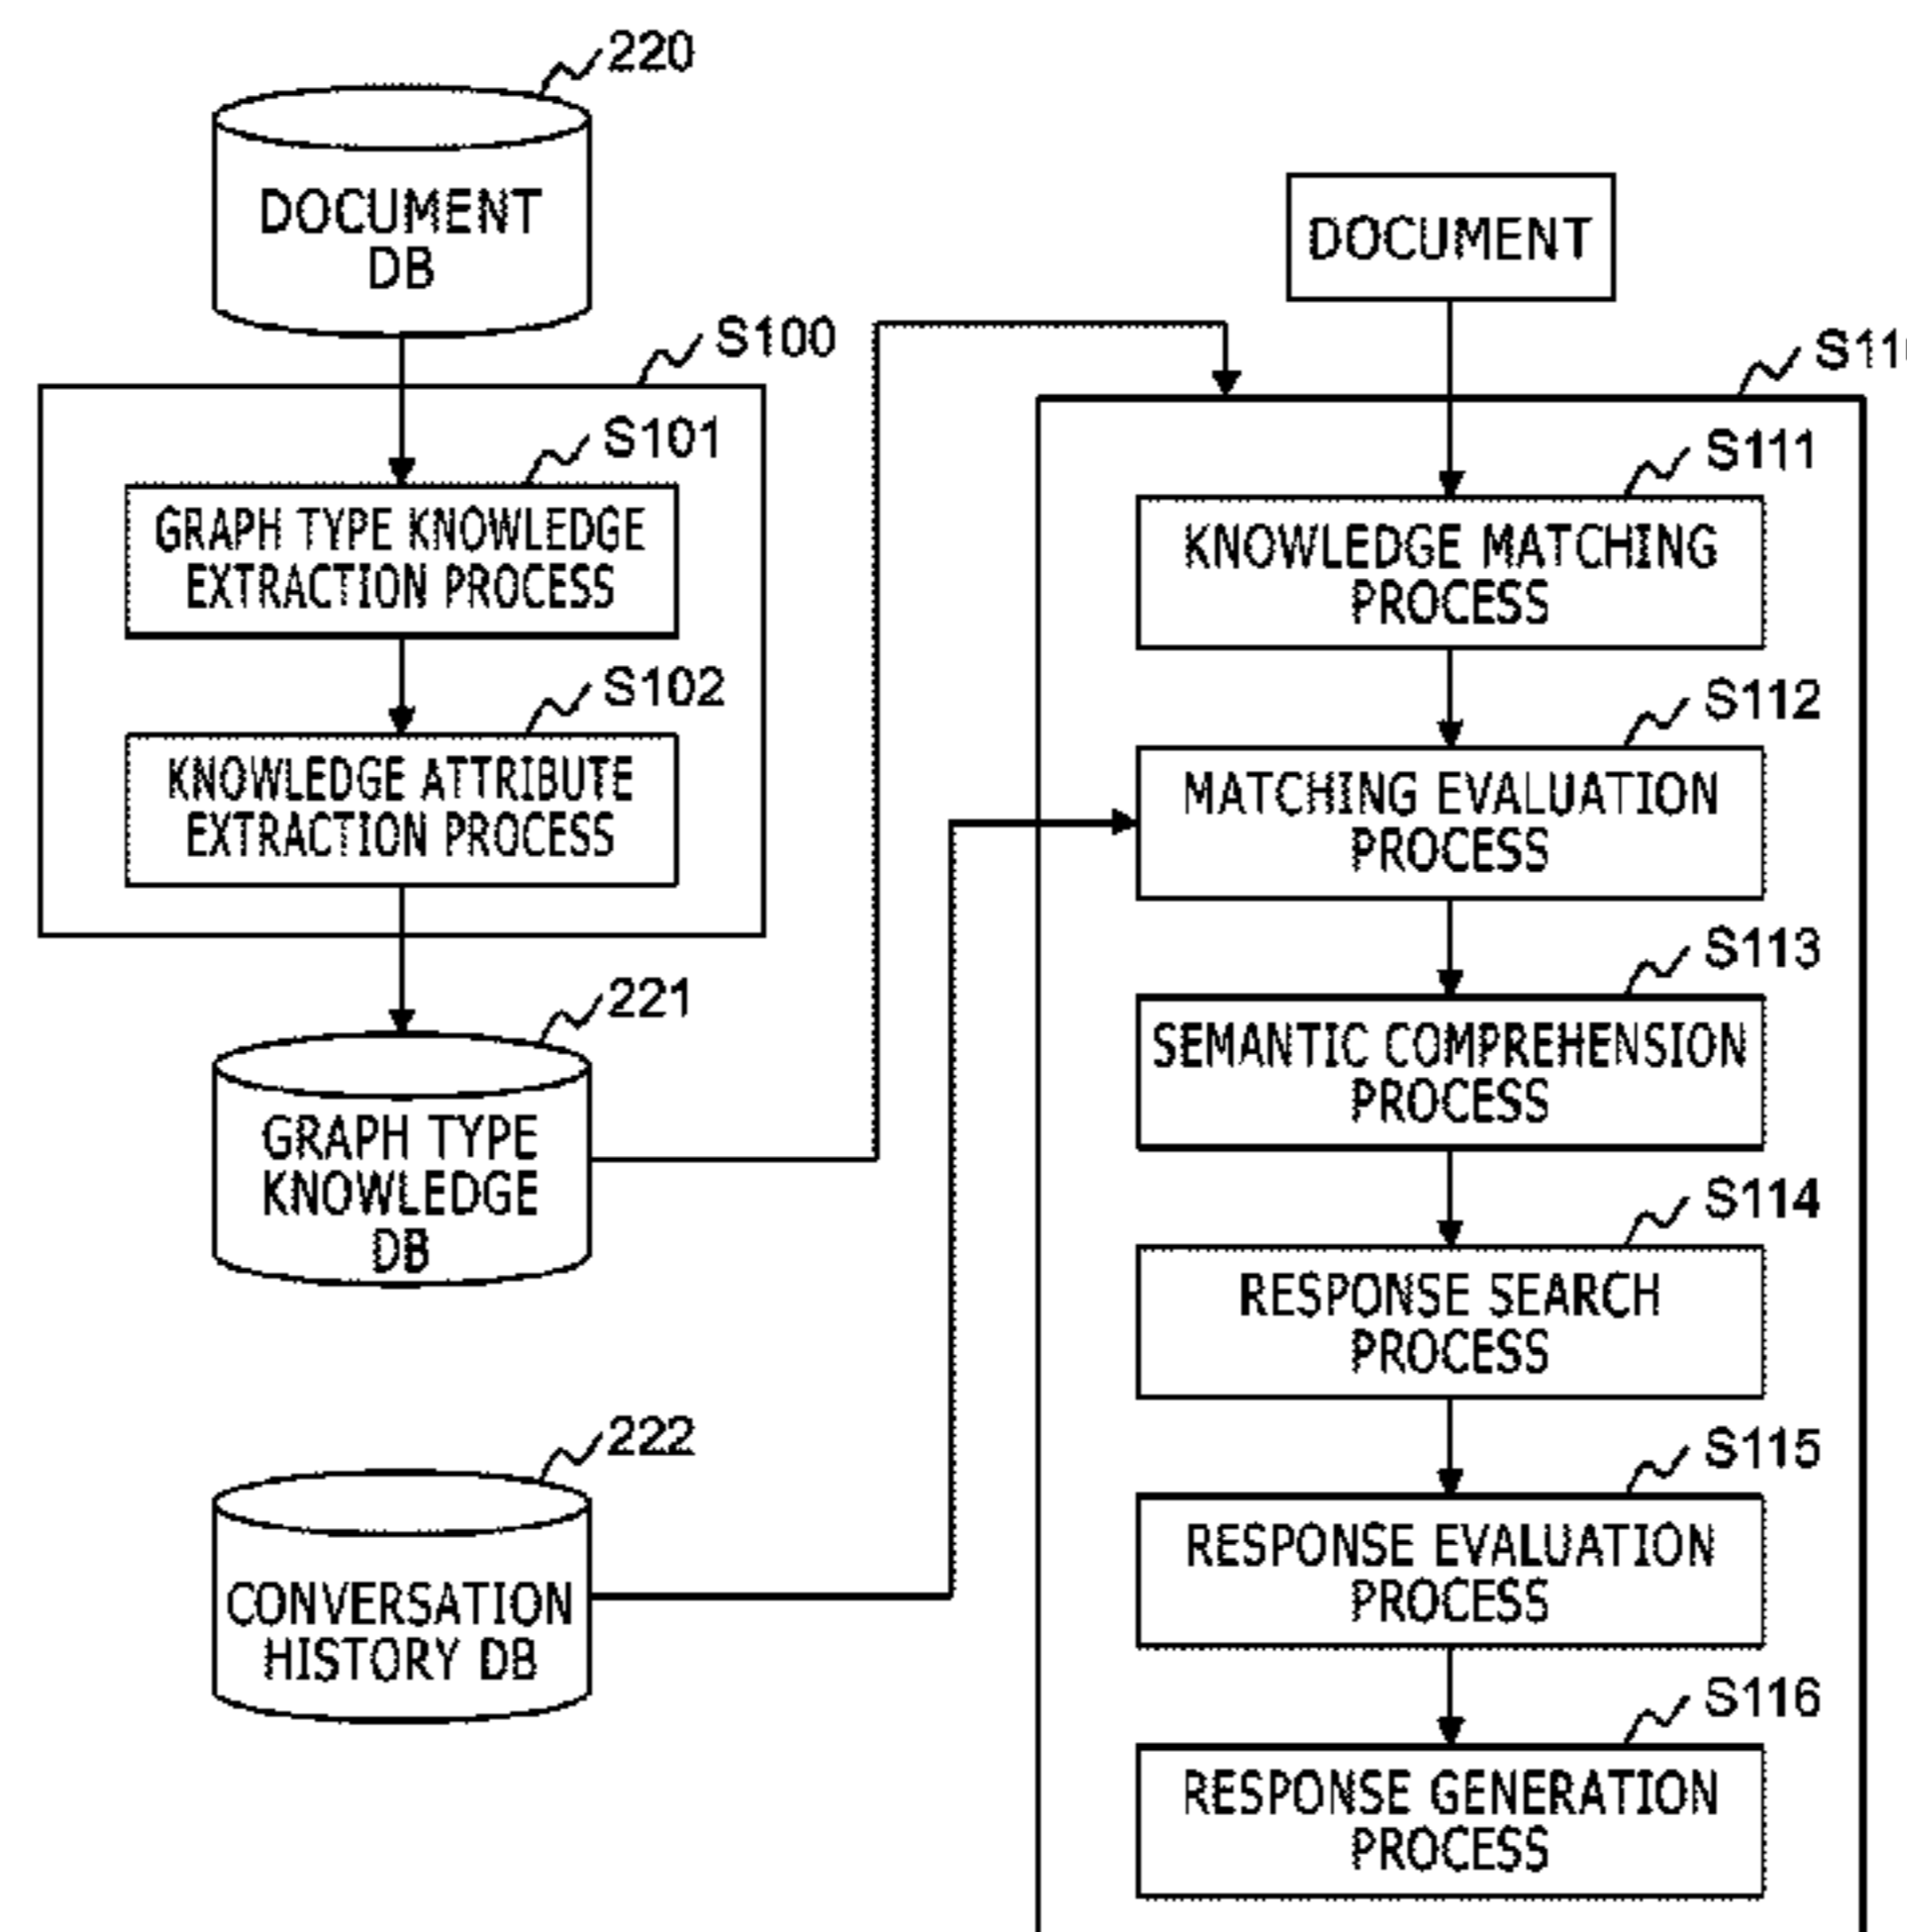 220
DOCUMENT
DB
S100
S101
GRAPH TYPE KNOWLEDGE
EXTRACTION PROCESS
S102
KNOWLEDGE ATTRIBUTE
EXTRACTION PROCESS
221
GRAPH TYPE
KNOWLEDGE
DB
222
CONVERSATION
HISTORY DB
DOCUMENT
S111
KNOWLEDGE MATCHING
PROCESS
S112
MATCHING EVALUATION
PROCESS
S113
SEMANTIC COMPREHENSION
PROCESS
S114
RESPONSE SEARCH
PROCESS
S115
RESPONSE EVALUATION
PROCESS
S116
RESPONSE GENERATION
PROCESS